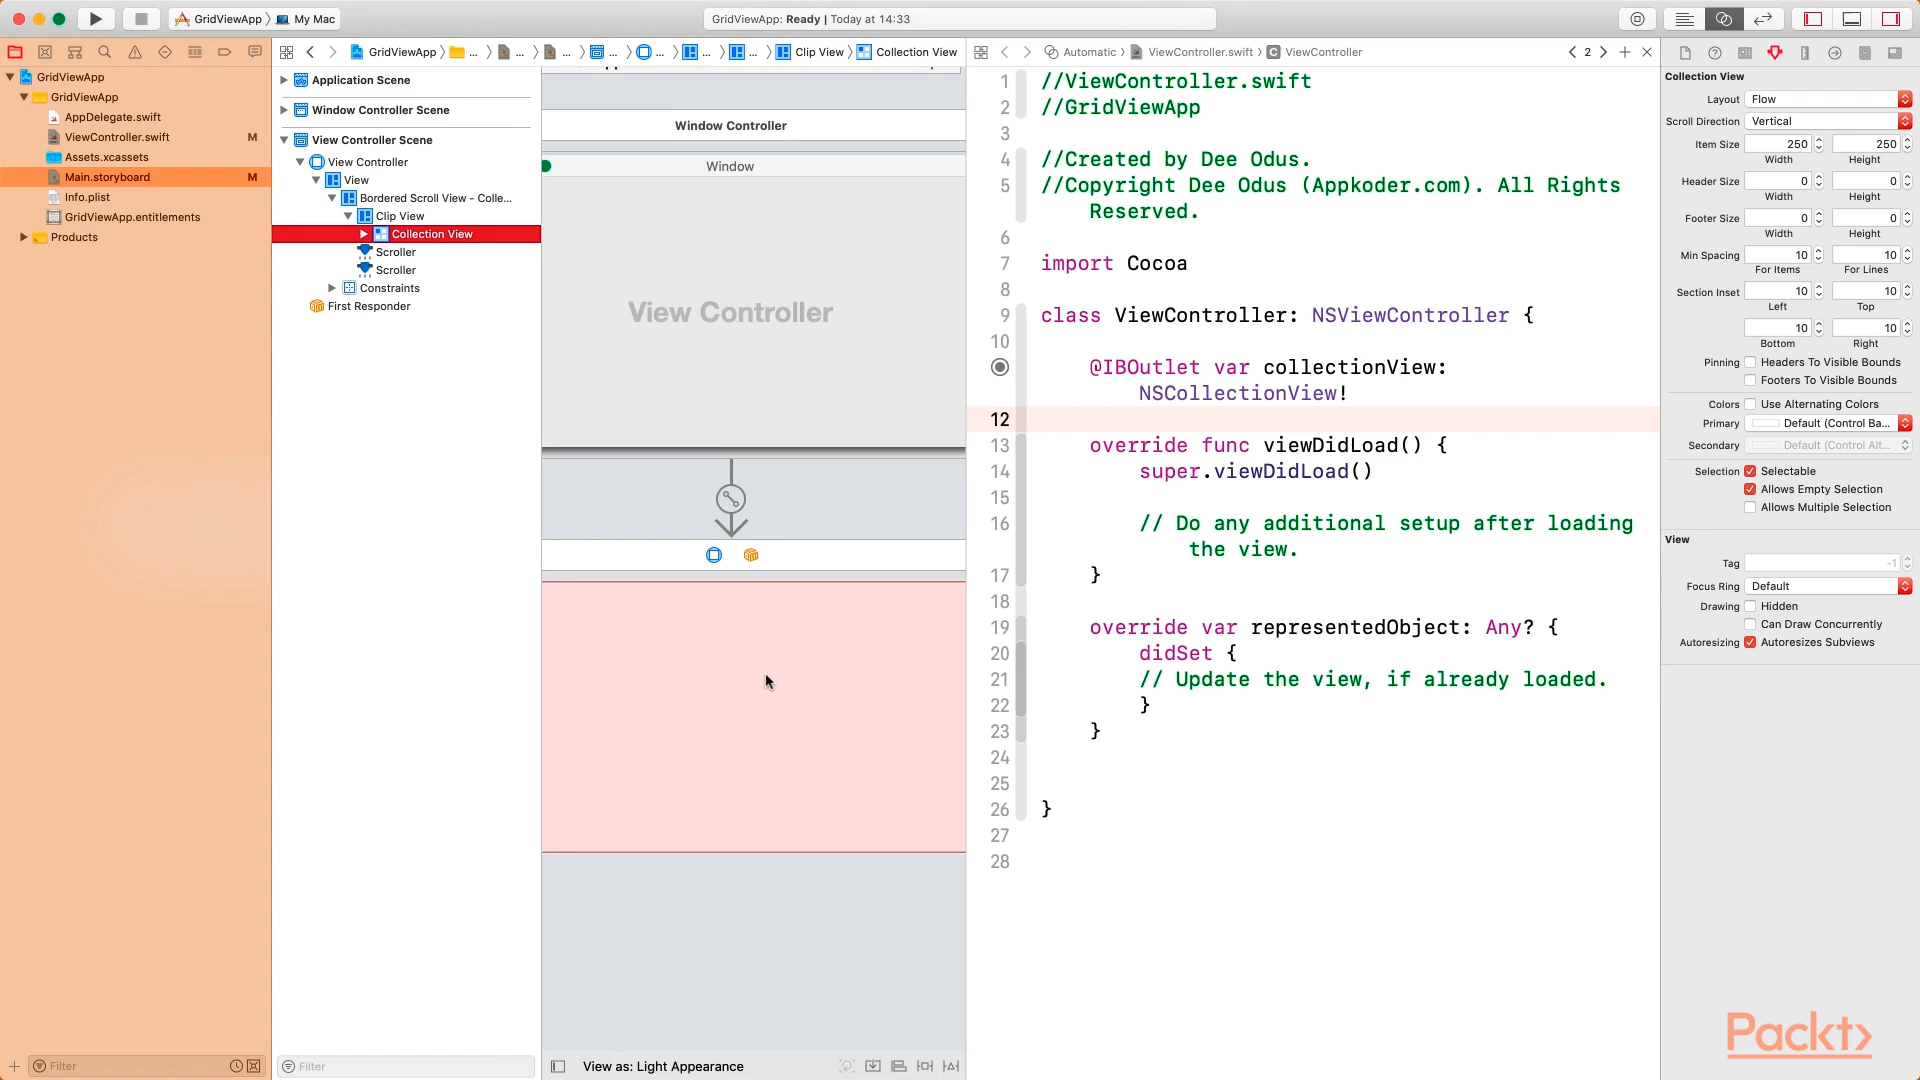 GridViewApp
My Mac
GridViewApp: Ready | Today at 14:33
GridViewApp
GridViewApp
AppDelegate.swift
ViewController.swift M
Assets.xcassets
Main.storyboard M
Info.plist
GridViewApp.entitlements
Products
Filter
GridViewApp ... ... ... ... ... ... Clip View Collection View
Application Scene
Window Controller Scene
View Controller Scene
View Controller
View
Bordered Scroll View - Colle...
Clip View
Collection View
Scroller
Scroller
Constraints
First Responder
Filter
Window Controller
Window
View Controller
View as: Light Appearance
Automatic ViewController.swift C ViewController 2
1 //ViewController.swift
2 //GridViewApp
3
4 //Created by Dee Odus.
5 //Copyright Dee Odus (Appkoder.com). All Rights
Reserved.
6
7 import Cocoa
8
9 class ViewController: NSViewController {
10
@IBOutlet var collectionView:
NSCollectionView!
12
13 override func viewDidLoad() {
14 super.viewDidLoad()
15
16 // Do any additional setup after loading
the view.
17 }
18
19 override var representedObject: Any? {
20 didSet {
21 // Update the view, if already loaded.
22 }
23 }
24
25
26 }
27
28
Collection View
Layout Flow
Scroll Direction Vertical
Item Size 250 250
Width Height
Header Size 0 0
Width Height
Footer Size 0 0
Width Height
Min Spacing 10 10
For Items For Lines
Section Inset 10 10
Left Top
10 10
Bottom Right
Pinning Headers To Visible Bounds
Footers To Visible Bounds
Colors Use Alternating Colors
Primary Default (Control Ba...
Secondary Default (Control Alt...
Selection Selectable
Allows Empty Selection
Allows Multiple Selection
View
Tag -1
Focus Ring Default
Drawing Hidden
Can Draw Concurrently
Autoresizing Autoresizes Subviews
Packt>